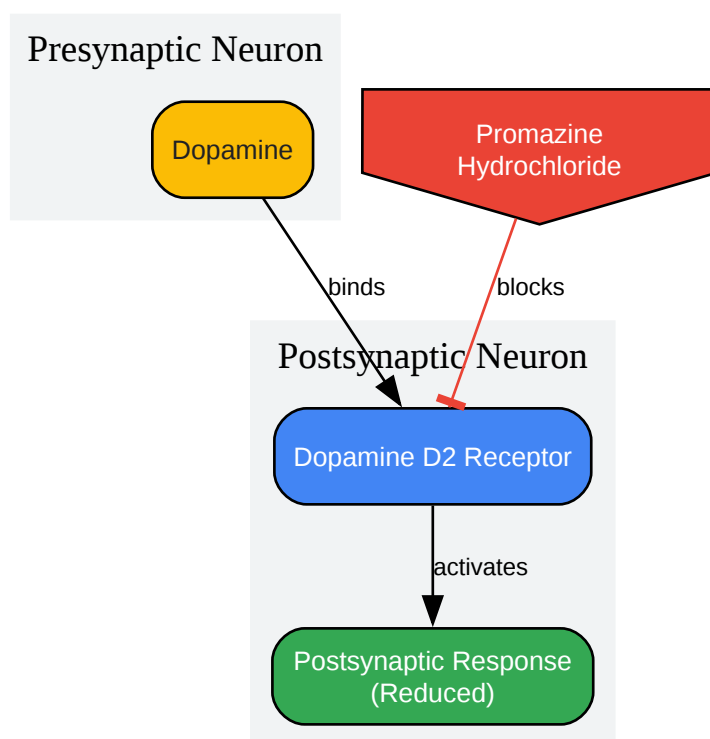 Presynaptic Neuron
Dopamine
Promazine
Hydrochloride
binds
blocks
Postsynaptic Neuron
Dopamine D2 Receptor
activates
Postsynaptic Response
(Reduced)